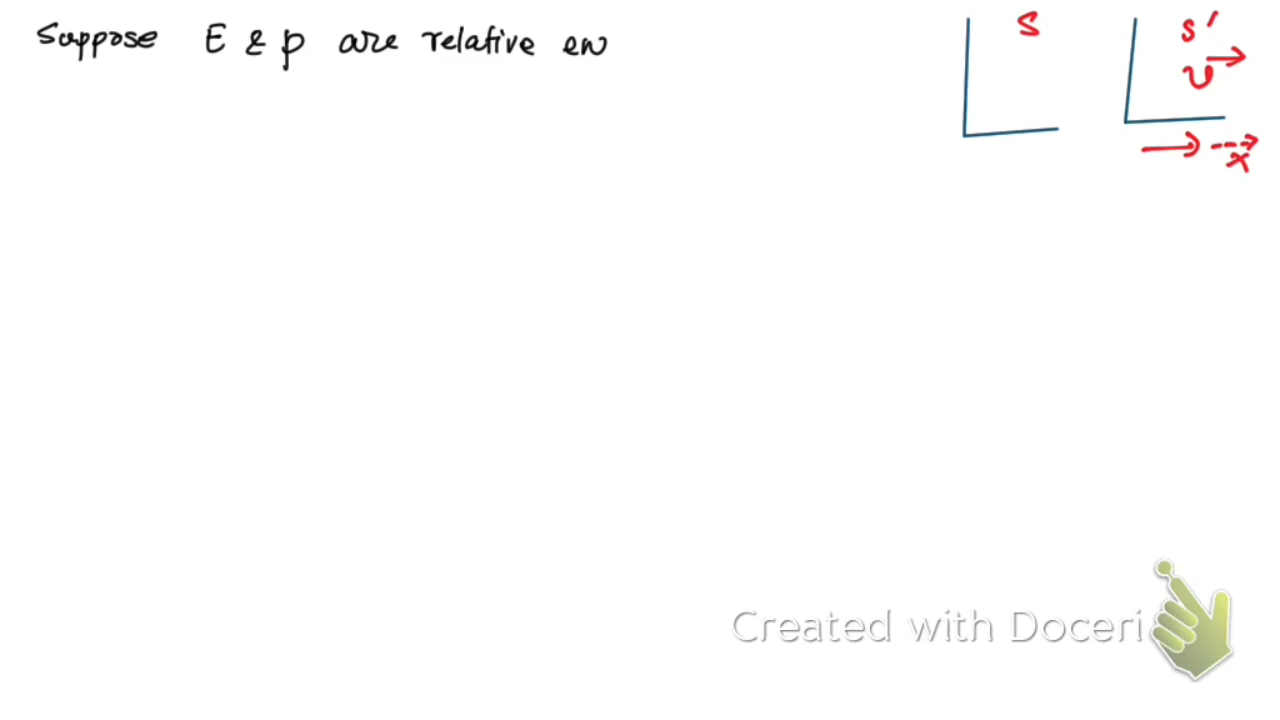 Suppose E & p are relative en
S
S'
v
x
Created with Doceri